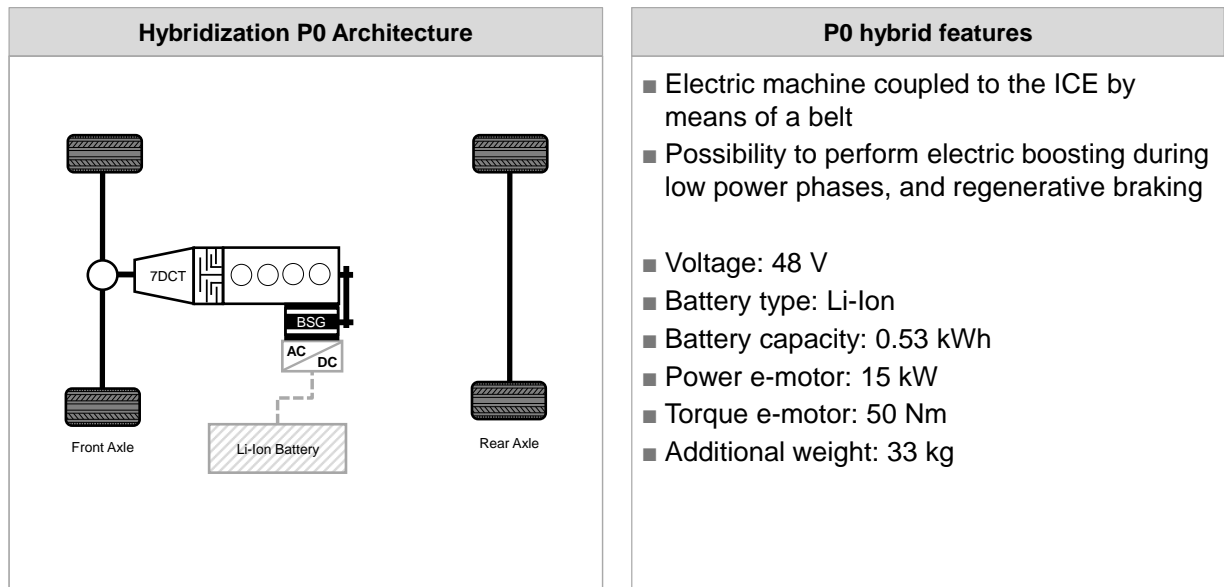 Hybridization P0 Architecture
7DCT
BSG
AC
DC
Li-Ion Battery
Front Axle
Rear Axle
P0 hybrid features
■ Electric machine coupled to the ICE by
means of a belt
■ Possibility to perform electric boosting during
low power phases, and regenerative braking
■ Voltage: 48 V
■ Battery type: Li-Ion
■ Battery capacity: 0.53 kWh
■ Power e-motor: 15 kW
■ Torque e-motor: 50 Nm
■ Additional weight: 33 kg